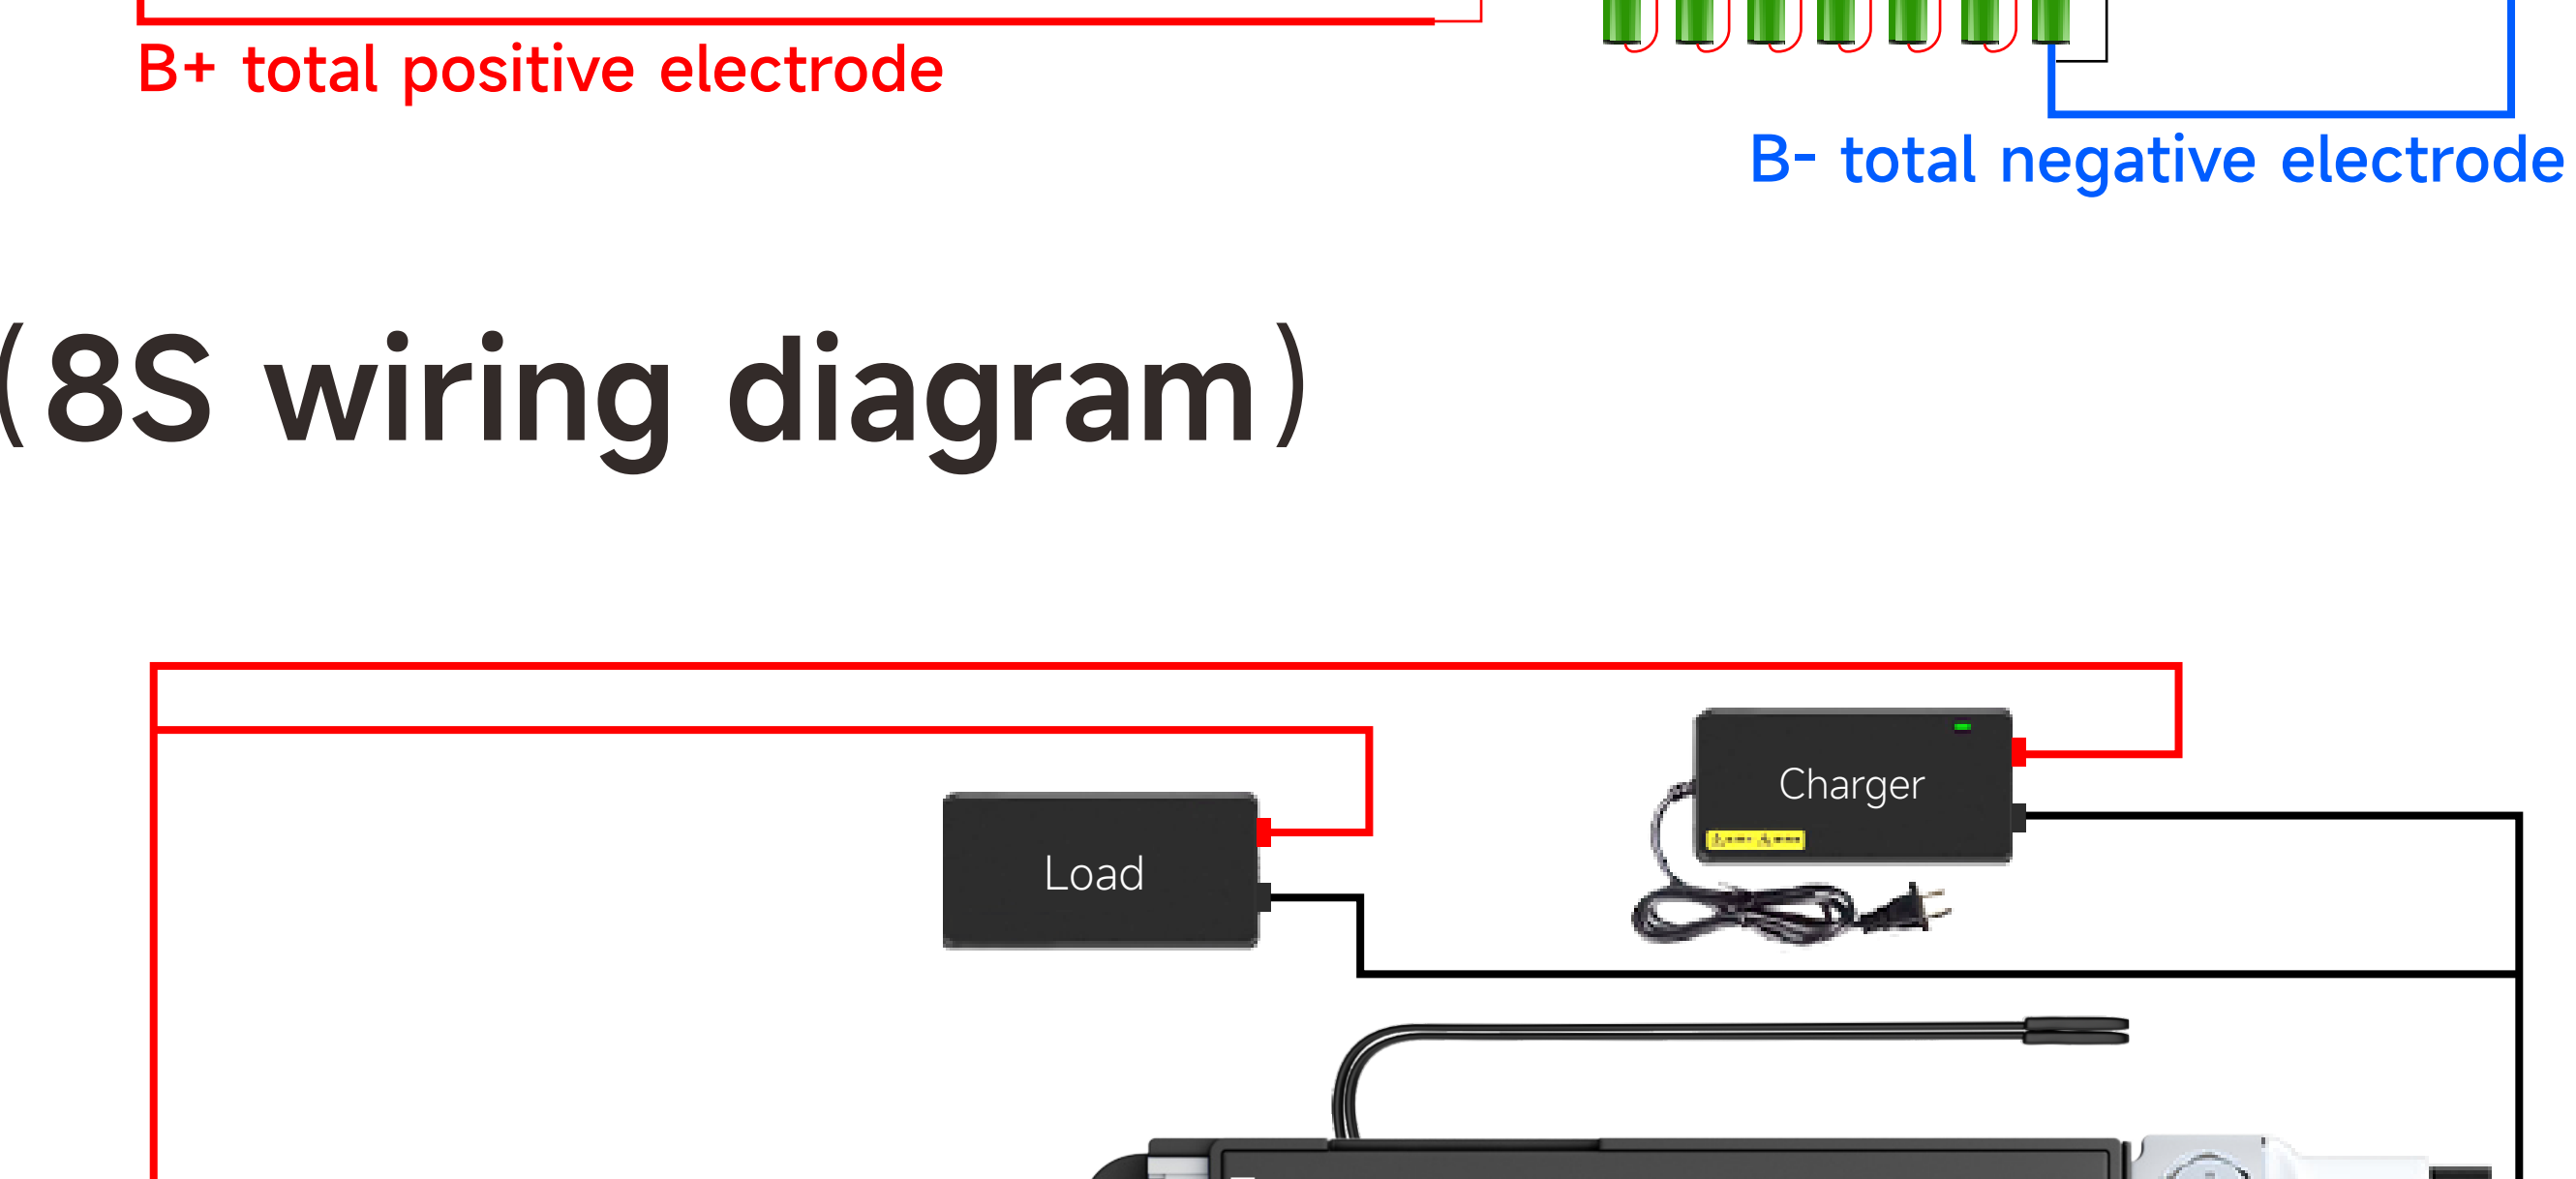 B+ total positive electrode
B- total negative electrode
(8S wiring diagram)
Charger
Load